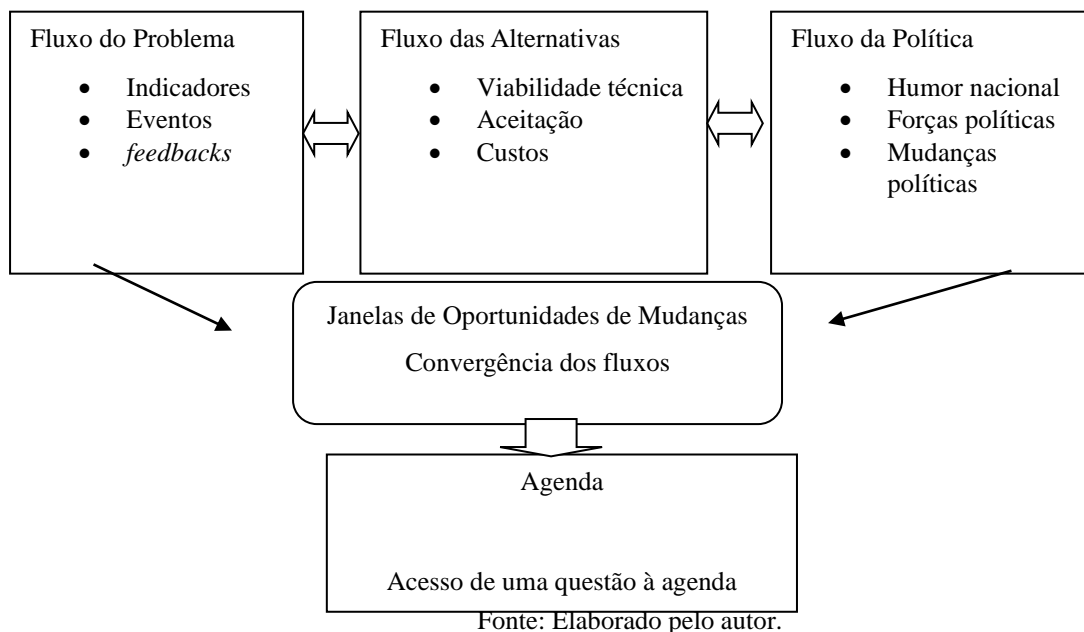 Fluxo do Problema
• Indicadores
• Eventos
• feedbacks
Fluxo das Alternativas
• Viabilidade técnica
• Aceitação
• Custos
Fluxo da Política
• Humor nacional
• Forças políticas
• Mudanças
políticas
Janelas de Oportunidades de Mudanças
Convergência dos fluxos
Agenda
Acesso de uma questão à agenda
Fonte: Elaborado pelo autor.